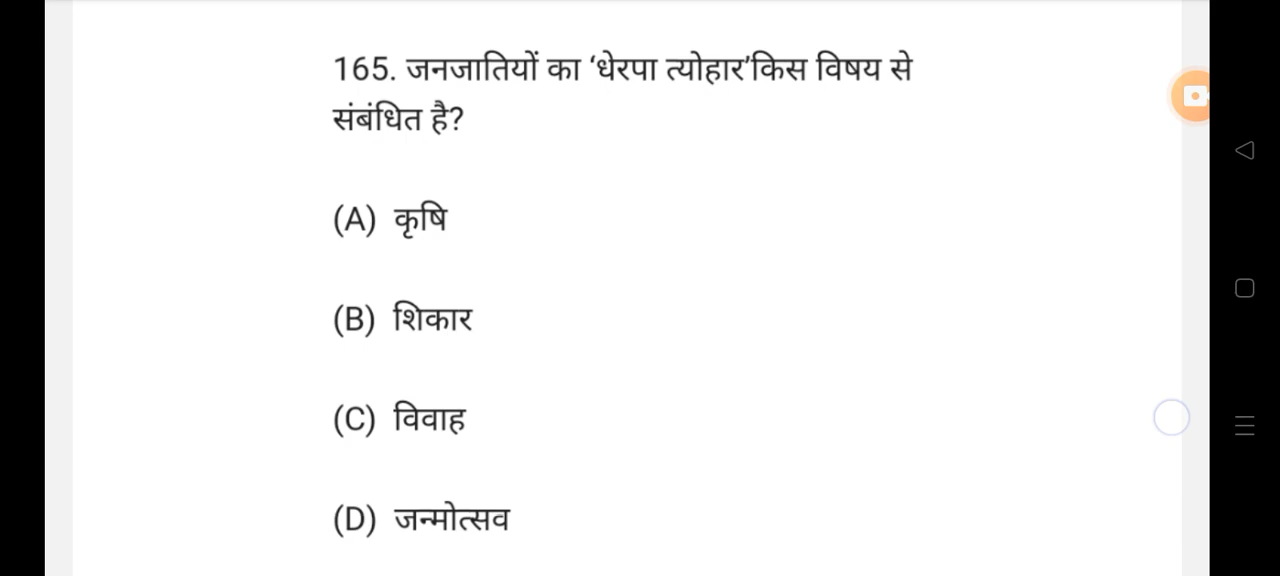 165. जनजातियों का ‘धेरपा त्योहार’किस विषय से
संबंधित है?
(A) कृषि
(B) शिकार
(C) विवाह
(D) जन्मोत्सव